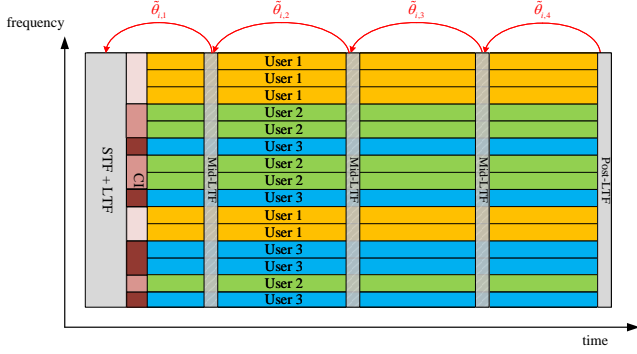 θ̃i,1 θ̃i,2 θ̃i,3 θ̃i,4
frequency
STF + LTF
CI
Mid-LTF
Mid-LTF
Mid-LTF
Post-LTF
User 1
User 1
User 1
User 2
User 2
User 3
User 2
User 2
User 3
User 1
User 1
User 3
User 3
User 2
User 3
time